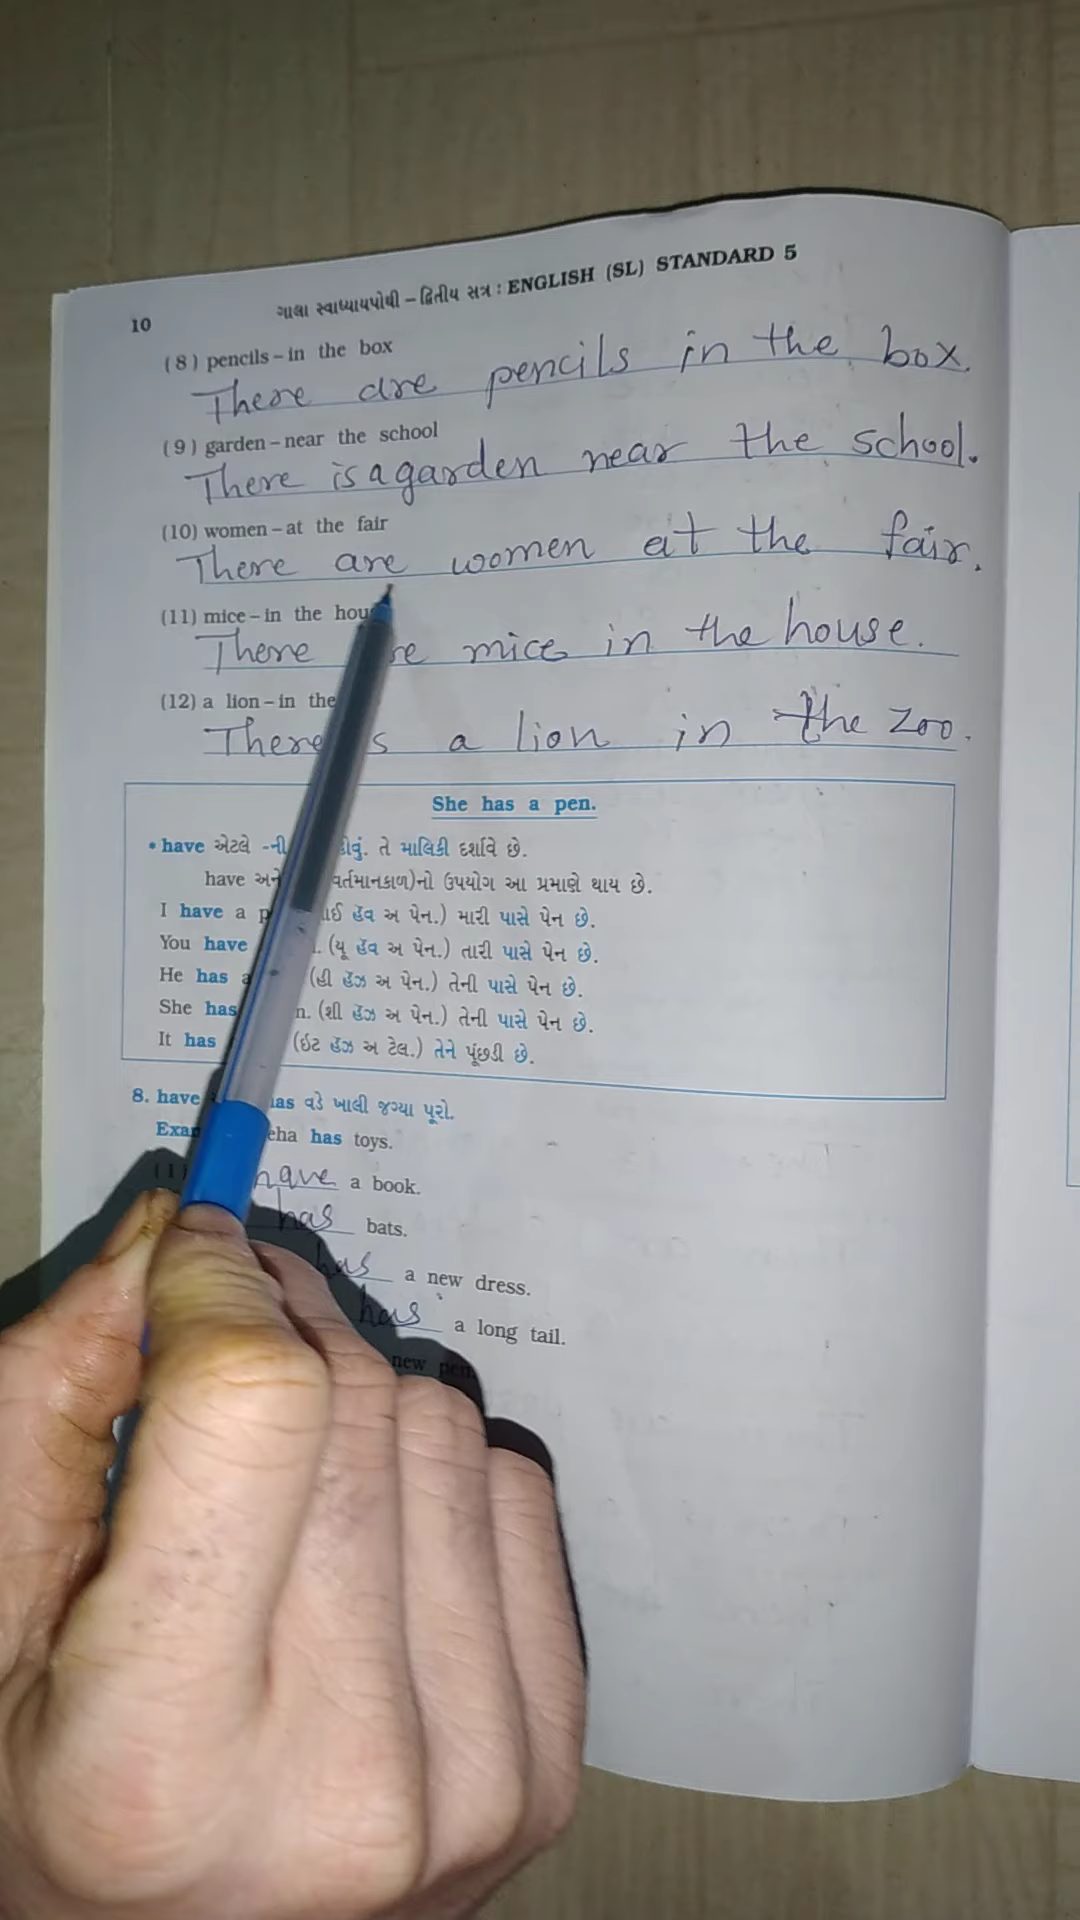 10
ગાલા સ્વાધ્યાયપોથી – દ્વિતીય સત્ર : ENGLISH (SL) STANDARD 5
(8) pencils – in the box
There are pencils in the box.
(9) garden – near the school
There is a garden near the school.
(10) women – at the fair
There are women at the fair.
(11) mice – in the
There mice in the house.
(12) a lion – in the
There a lion in the zoo.
She has a pen.
• have એટલે -ની તે માલિકી દર્શાવે છે.
have અને વર્તમાનકાળ)નો ઉપયોગ આ પ્રમાણે થાય છે.
I have a હૅવ અ પેન.) મારી પાસે પેન છે.
You have (યૂ હૅવ અ પેન.) તારી પાસે પેન છે.
He has (હી હૅઝ અ પેન.) તેની પાસે પેન છે.
She has (શી હૅઝ અ પેન.) તેની પાસે પેન છે.
It has (ઇટ હૅઝ અ ટેલ.) તેને પૂંછડી છે.
8. have has વડે ખાલી જગ્યા પૂરો.
has toys.
(1) have a book.
has bats.
has a new dress.
has a long tail.
new pen